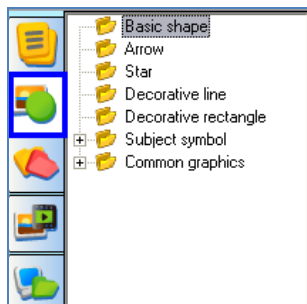 Basic shape
Arrow
Star
Decorative line
Decorative rectangle
Subject symbol
Common graphics